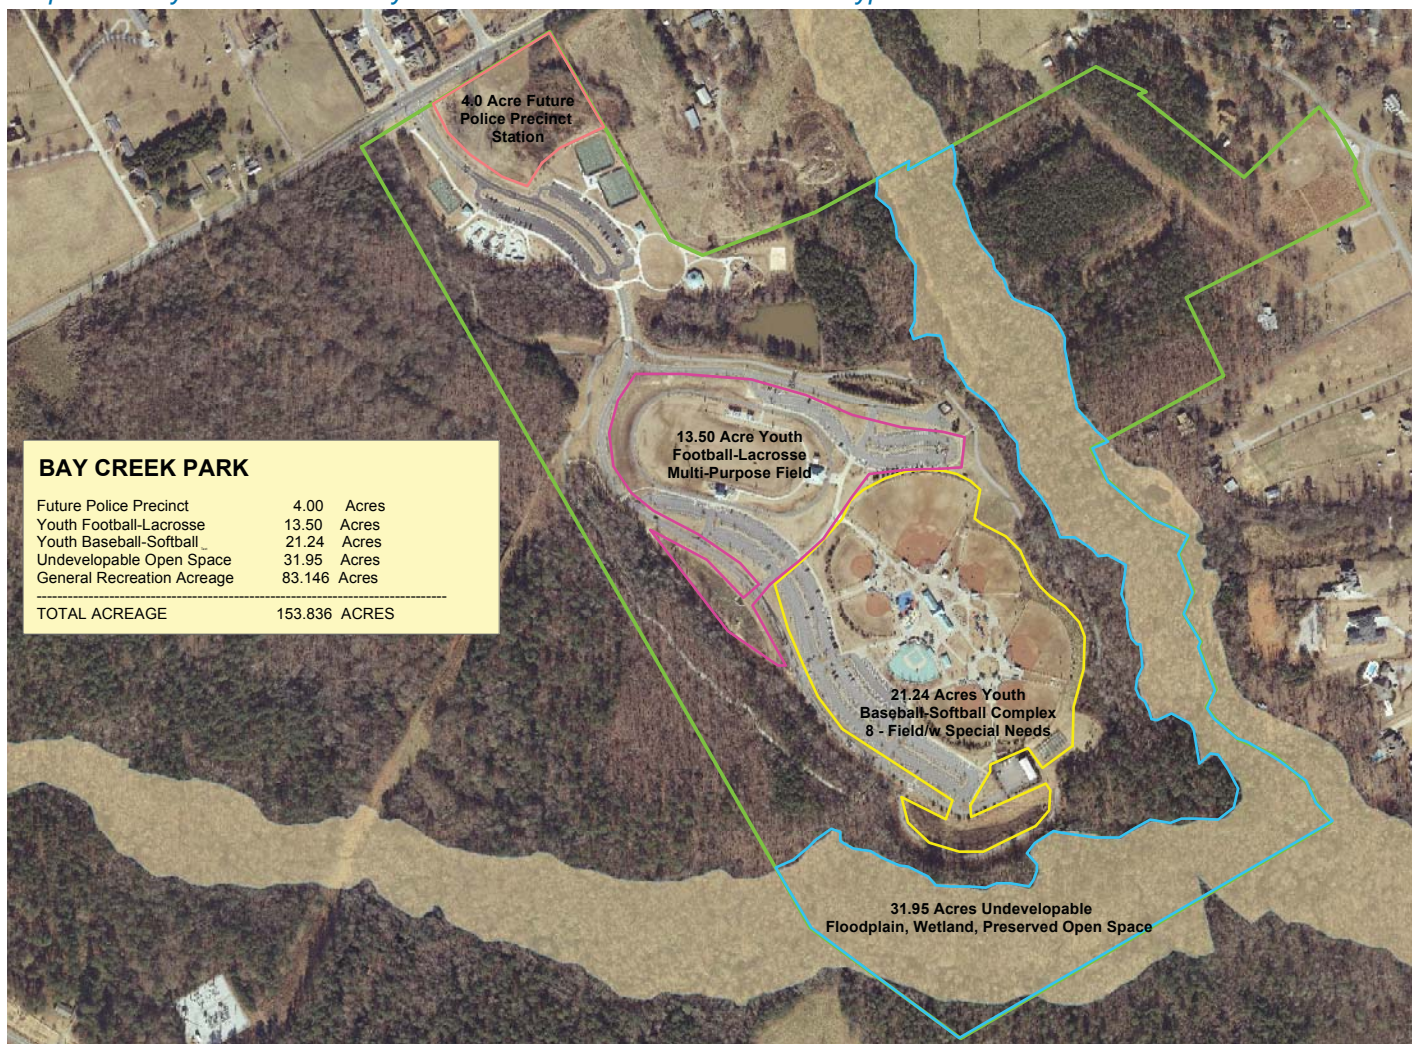 4.0 Acre Future
Police Precinct
Station
13.50 Acre Youth
Football-Lacrosse
Multi-Purpose Field
BAY CREEK PARK
Future Police Precinct 4.00 Acres
Youth Football-Lacrosse 13.50 Acres
Youth Baseball-Softball 21.24 Acres
Undevelopable Open Space 31.95 Acres
General Recreation Acreage 83.146 Acres
--------------------------------------------------------------------------------
TOTAL ACREAGE 153.836 ACRES
21.24 Acres Youth
Baseball-Softball Complex
8 - Field/w Special Needs
31.95 Acres Undevelopable
Floodplain, Wetland, Preserved Open Space